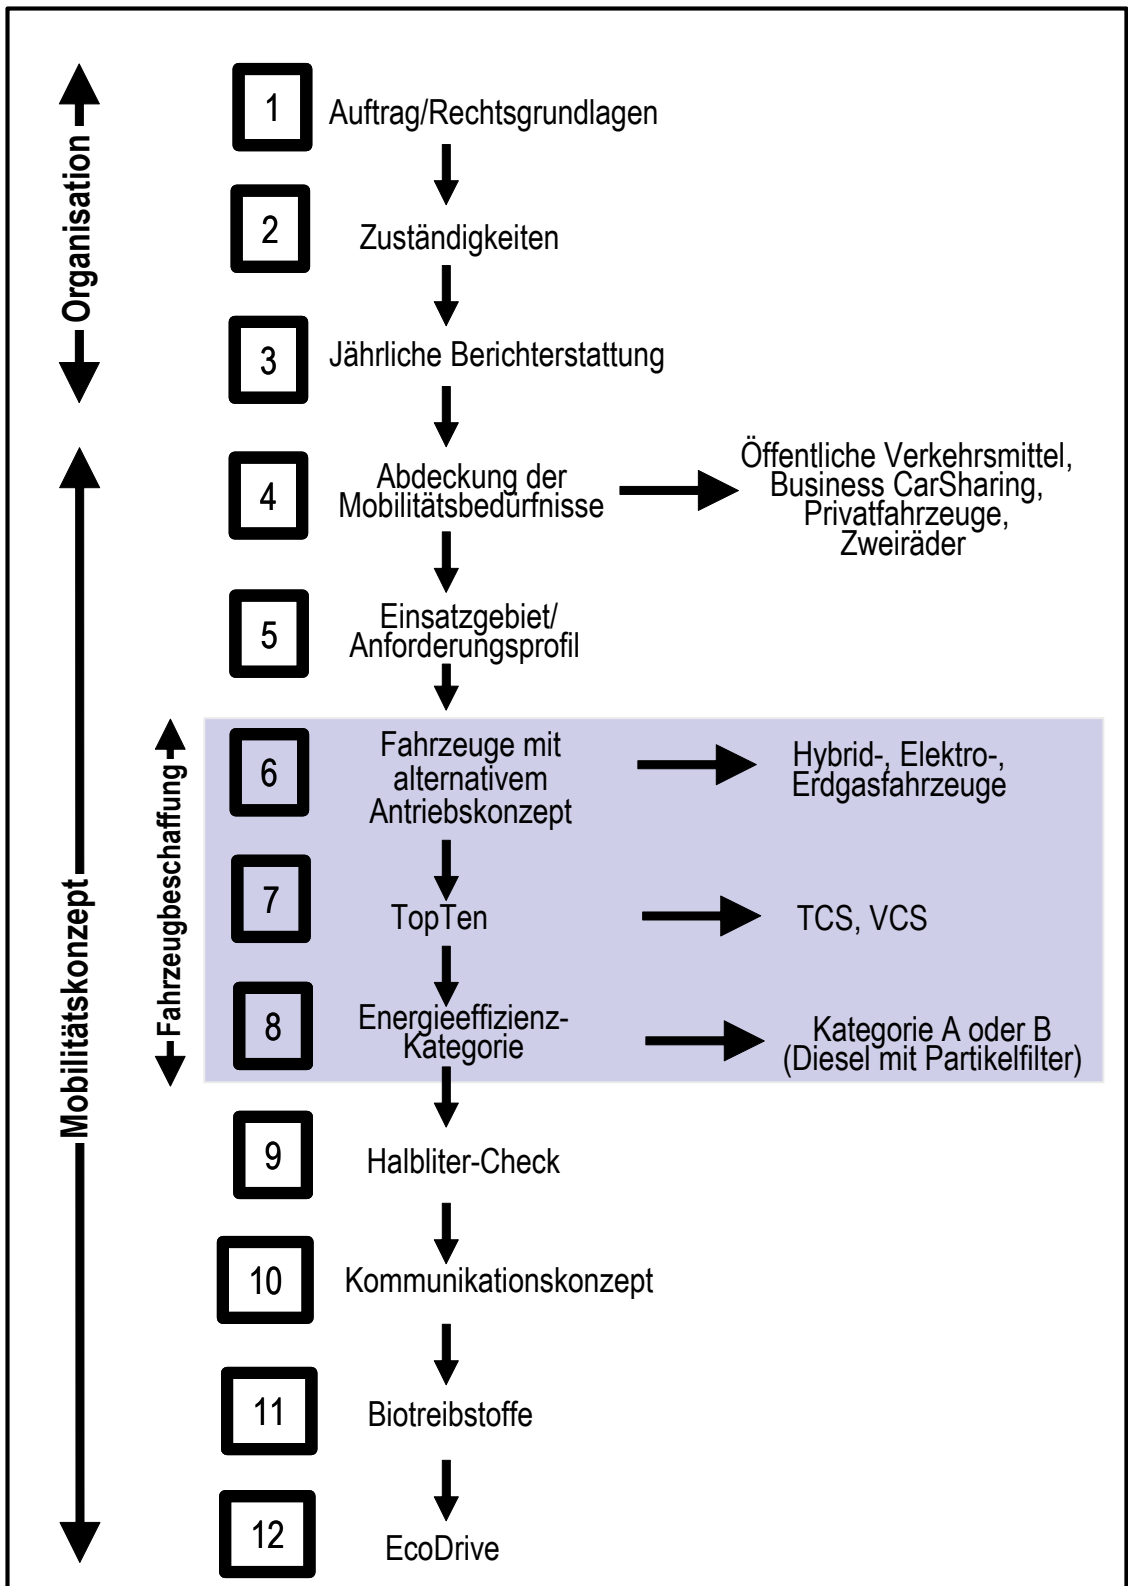 Organisation
1
Auftrag/Rechtsgrundlagen
2
Zuständigkeiten
3
Jährliche Berichterstattung
Mobilitätskonzept
4
Abdeckung der
Mobilitätsbedürfnisse
Öffentliche Verkehrsmittel,
Business CarSharing,
Privatfahrzeuge,
Zweiräder
5
Einsatzgebiet/
Anforderungsprofil
Fahrzeugbeschaffung
6
Fahrzeuge mit
alternativem
Antriebskonzept
Hybrid-, Elektro-,
Erdgasfahrzeuge
7
TopTen
TCS, VCS
8
Energieeffizienz-
Kategorie
Kategorie A oder B
(Diesel mit Partikelfilter)
9
Halbliter-Check
10
Kommunikationskonzept
11
Biotreibstoffe
12
EcoDrive